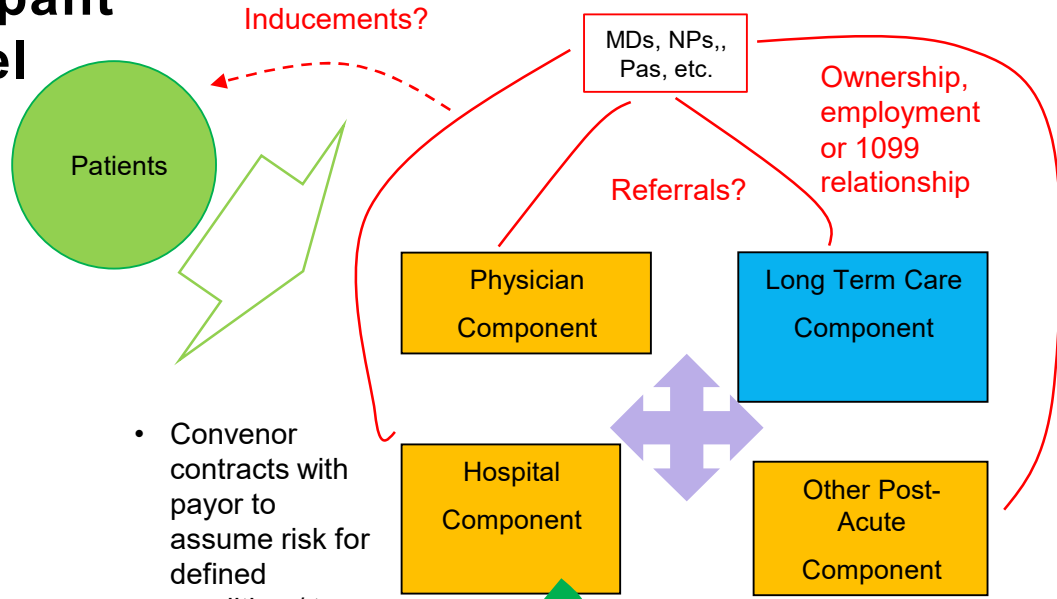 Inducements?
MDs, NPs,,
Pas, etc.
Ownership,
employment
or 1099
relationship
Patients
Referrals?
Physician
Component
Long Term Care
Component
• Convenor
contracts with
payor to
assume risk for
defined
Hospital
Component
Other Post-
Acute
Component